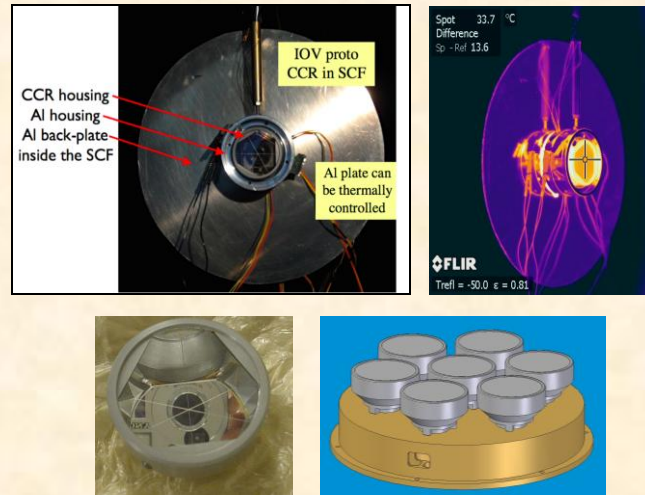 IOV proto
CCR in SCF
CCR housing
Al housing
Al back-plate
inside the SCF
Al plate can
be thermally
controlled
Spot 33.7 °C
Difference
Sp - Ref 13.6
FLIR
Trefl = -50.0 ε = 0.81